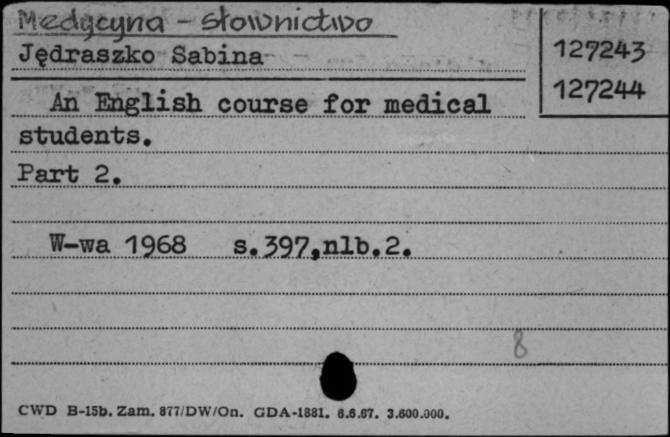 Medycyna - słownictwo
Jędraszko Sabina
127243
127244
An English course for medical
students.
Part 2.
W-wa 1968 s.397,nlb.2.
8
CWD B-15b. Zam. 877/DW/On. GDA-1881. 6.6.67. 3.600.000.